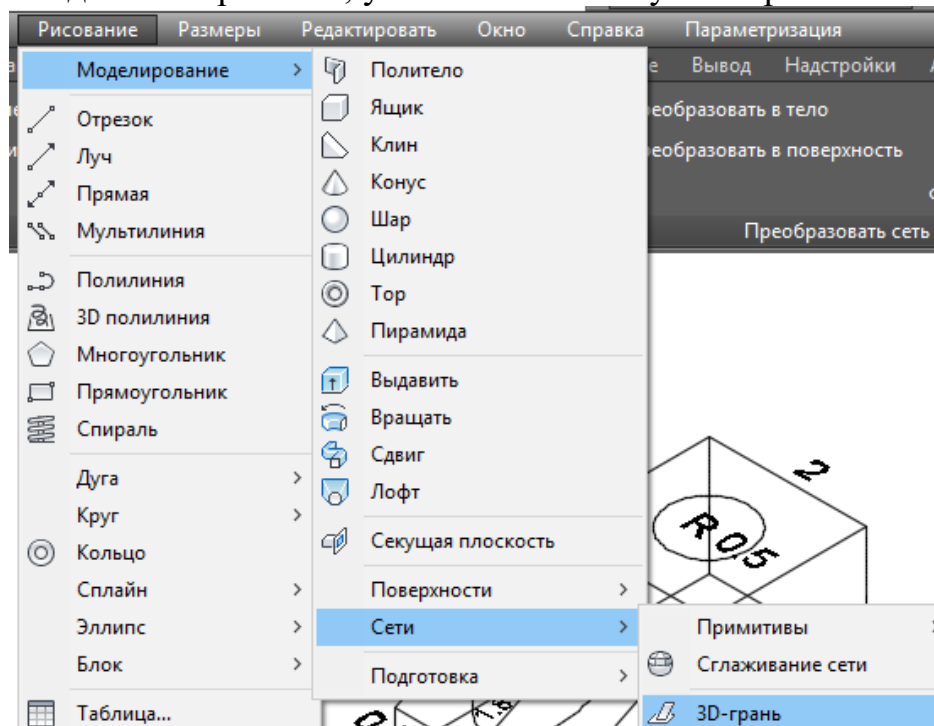 Рисование Размеры Редактировать Окно Справка Параметризация
Вывод Надстройки
Моделирование
Отрезок
Луч
Прямая
Мультилиния
Полилиния
3D полилиния
Многоугольник
Прямоугольник
Спираль
Дуга
Круг
Кольцо
Сплайн
Эллипс
Блок
Таблица...
Политело
Ящик
Клин
Конус
Шар
Цилиндр
Тор
Пирамида
Выдавить
Вращать
Сдвиг
Лофт
Секущая плоскость
Поверхности
Сети
Подготовка
еобразовать в тело
еобразовать в поверхность
Преобразовать сеть
2
R0,5
Примитивы
Сглаживание сети
3D-грань